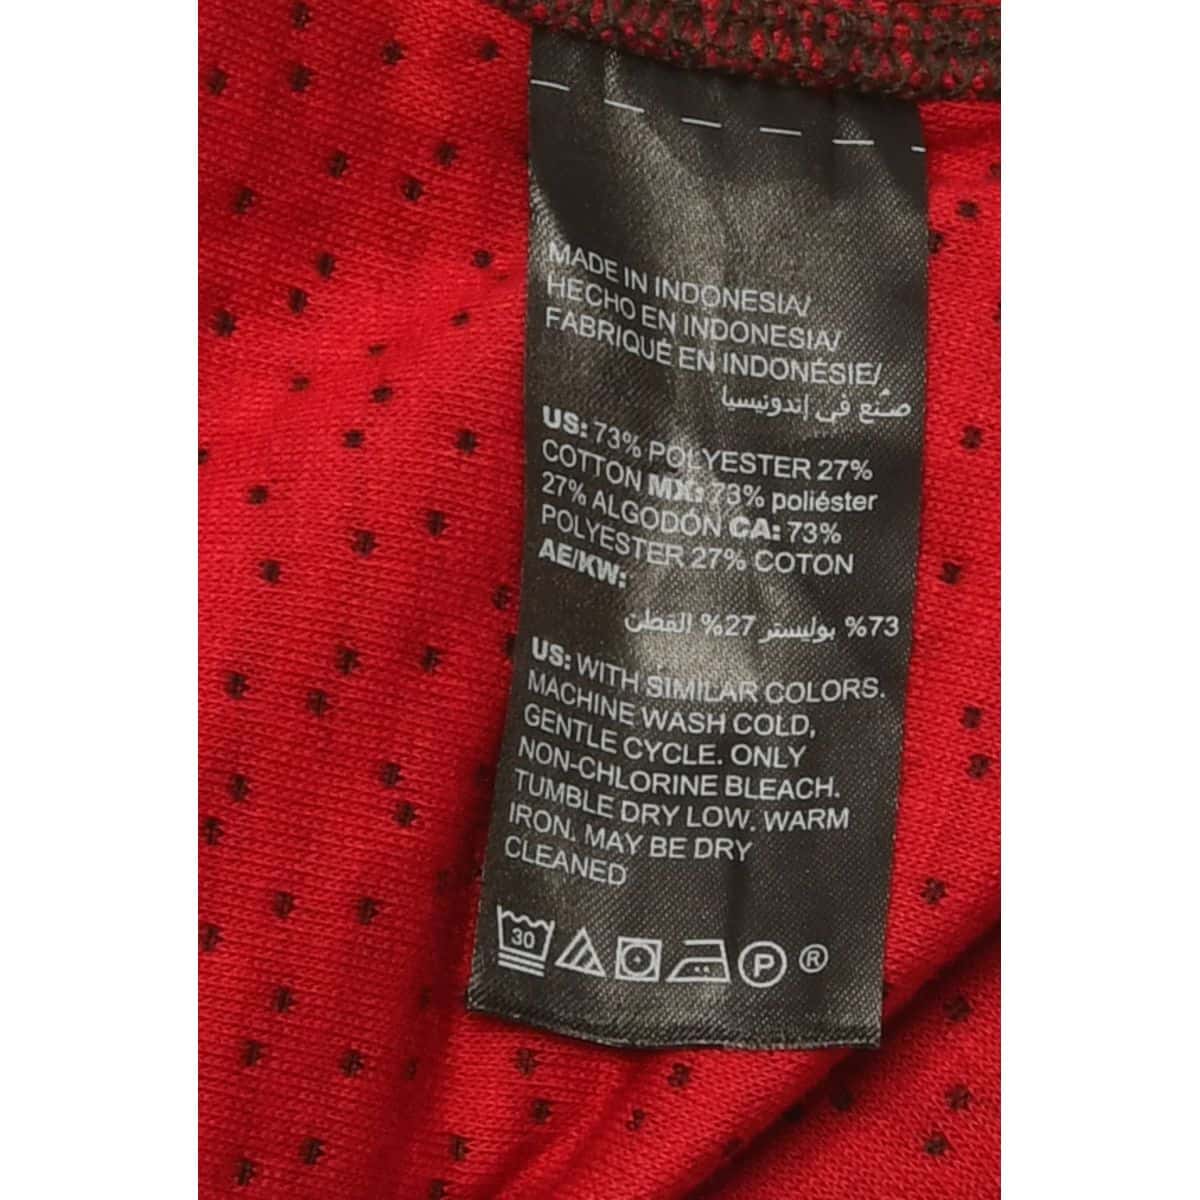 MADE IN INDONESIA/
HECHO EN INDONESIA/
FABRIQUÉ EN INDONÉSIE/
صُنع في إندونيسيا
US: 73% POLYESTER 27%
COTTON MX: 73% poliéster
27% ALGODÓN CA: 73%
POLYESTER 27% COTON
AE/KW:
73% بوليستر 27% القطن
US: WITH SIMILAR COLORS.
MACHINE WASH COLD,
GENTLE CYCLE. ONLY
NON-CHLORINE BLEACH.
TUMBLE DRY LOW. WARM
IRON. MAY BE DRY
CLEANED
30 P ®